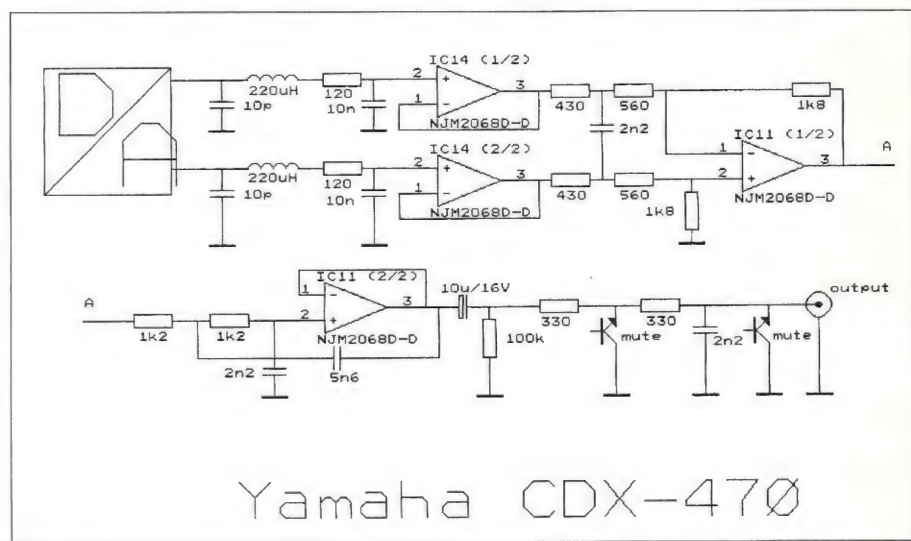 IC14 (1/2)
2
+
220uH
120
1
-
3
430
560
1k8
10p
10n
NJM2068D-D
2n2
IC11 (1/2)
IC14 (2/2)
1
-
3
A
2
+
2
+
220uH
120
1
-
3
430
560
NJM2068D-D
10p
10n
NJM2068D-D
1k8
IC11 (2/2)
1
-
3
10u/16V
output
A
2
+
1k2
1k2
NJM2068D-D
330
mute
330
100k
2n2
mute
2n2
5n6
Yamaha CDX-470